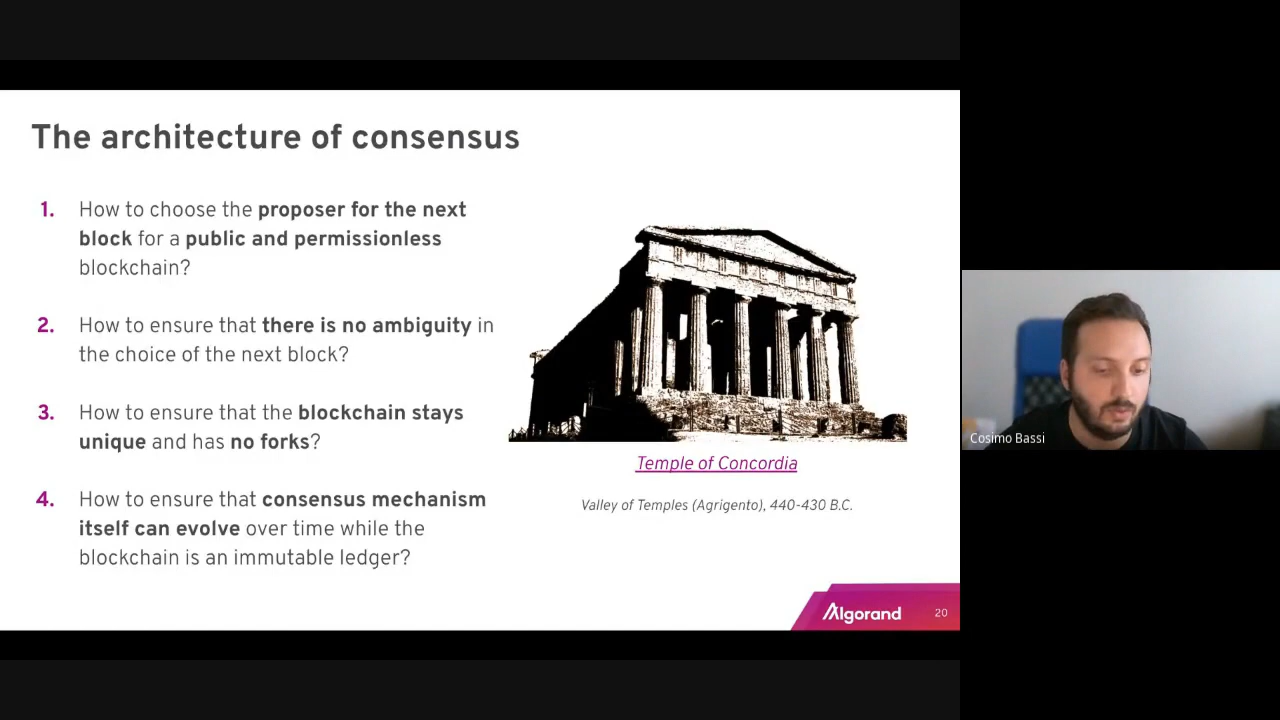 The architecture of consensus
1. How to choose the proposer for the next
block for a public and permissionless
blockchain?
2. How to ensure that there is no ambiguity in
the choice of the next block?
3. How to ensure that the blockchain stays
unique and has no forks?
4. How to ensure that consensus mechanism
itself can evolve over time while the
blockchain is an immutable ledger?
Temple of Concordia
Valley of Temples (Agrigento), 440-430 B.C.
Algorand
20
Cosimo Bassi